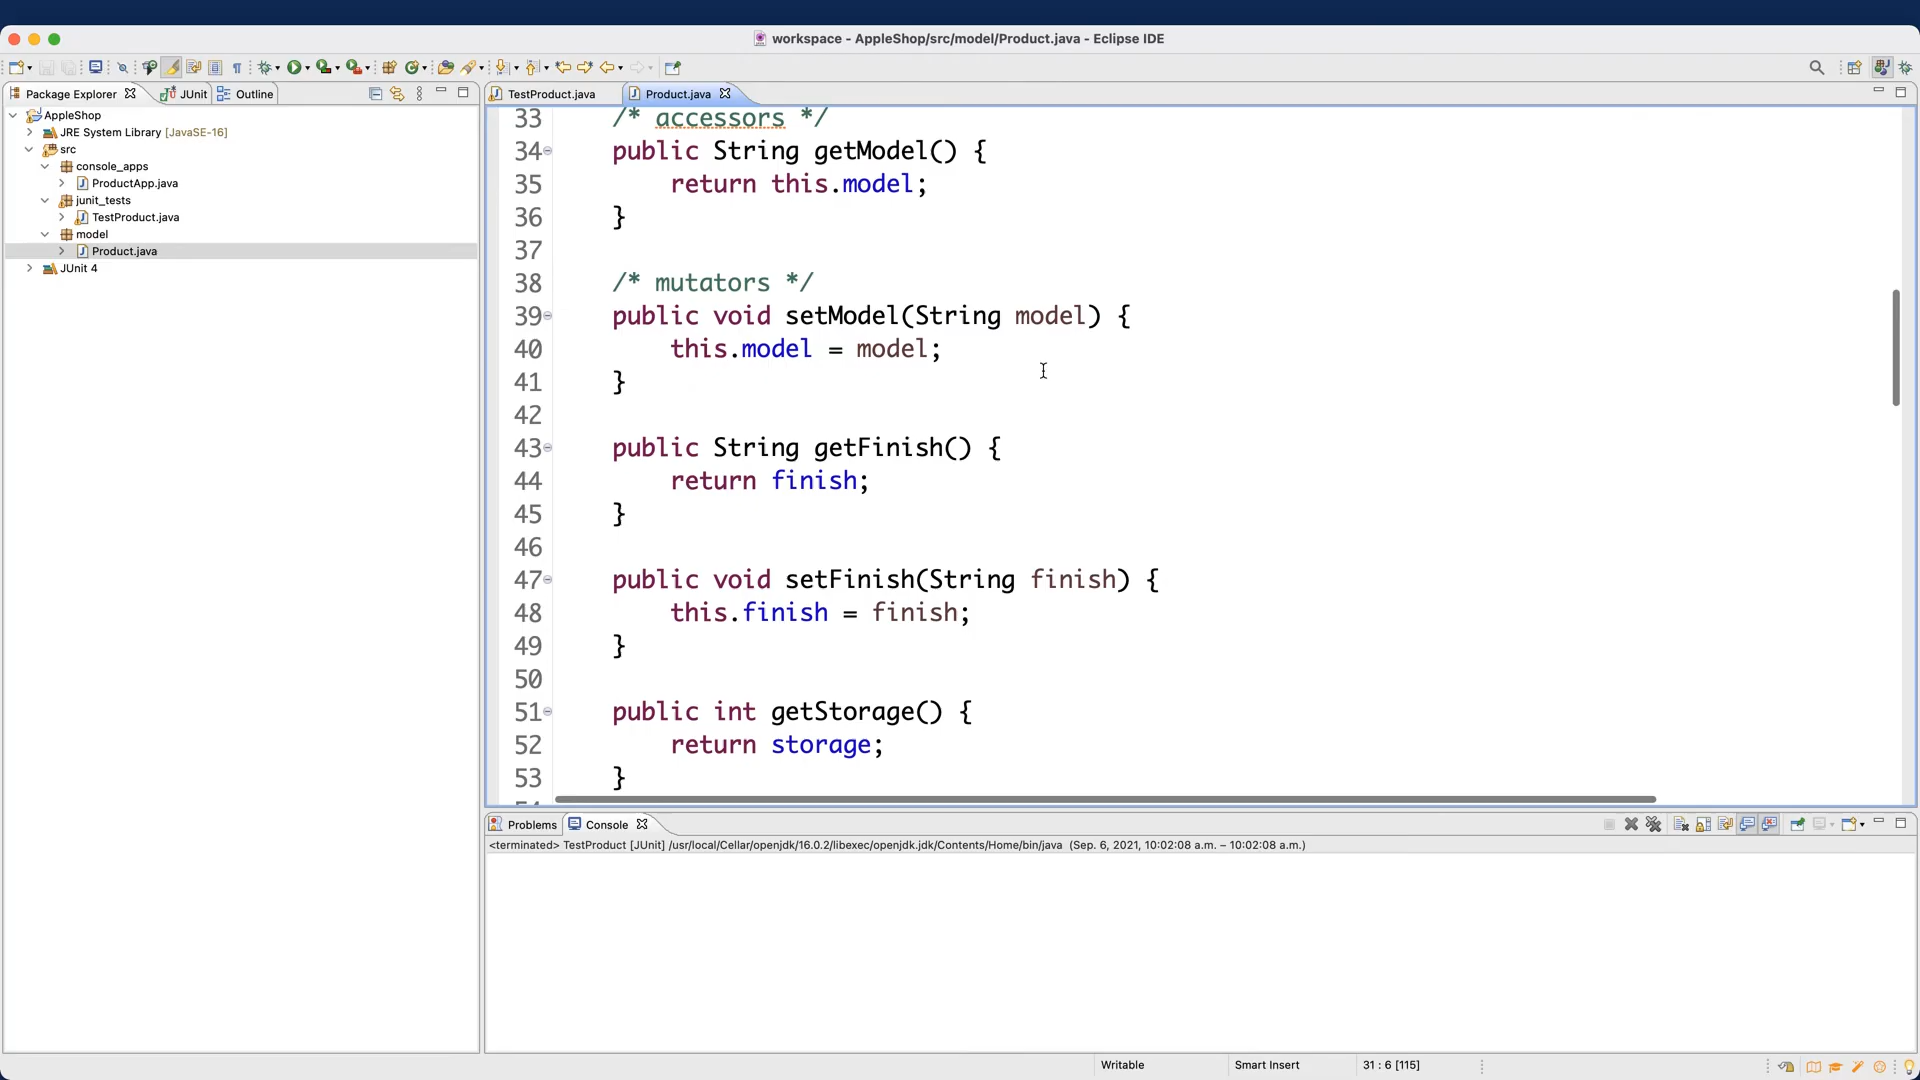 workspace - AppleShop/src/model/Product.java - Eclipse IDE
Package Explorer
JUnit
Outline
AppleShop
JRE System Library [JavaSE-16]
src
console_apps
ProductApp.java
junit_tests
TestProduct.java
model
Product.java
JUnit 4
TestProduct.java
Product.java
33 /* accessors */
34 public String getModel() {
35 return this.model;
36 }
37
38 /* mutators */
39 public void setModel(String model) {
40 this.model = model;
41 }
42
43 public String getFinish() {
44 return finish;
45 }
46
47 public void setFinish(String finish) {
48 this.finish = finish;
49 }
50
51 public int getStorage() {
52 return storage;
53 }
Problems
Console
<terminated> TestProduct [JUnit] /usr/local/Cellar/openjdk/16.0.2/libexec/openjdk.jdk/Contents/Home/bin/java (Sep. 6, 2021, 10:02:08 a.m. – 10:02:08 a.m.)
Writable
Smart Insert
31 : 6 [115]